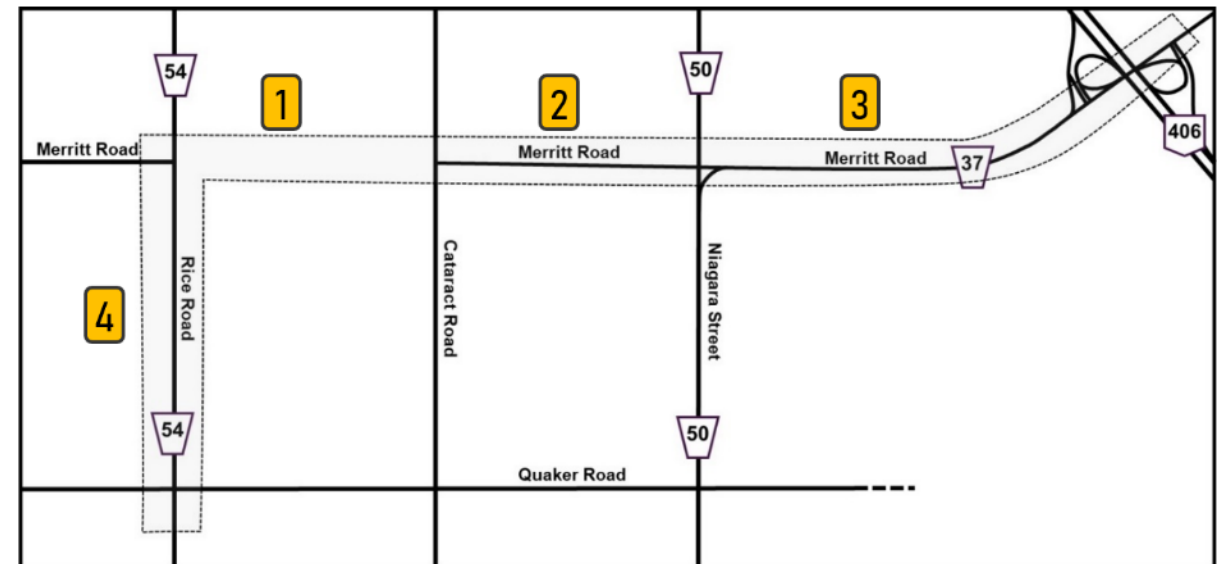 54
50
1
2
3
406
Merritt Road
Merritt Road
Merritt Road
37
4
Rice Road
Cataract Road
Niagara Street
54
50
Quaker Road